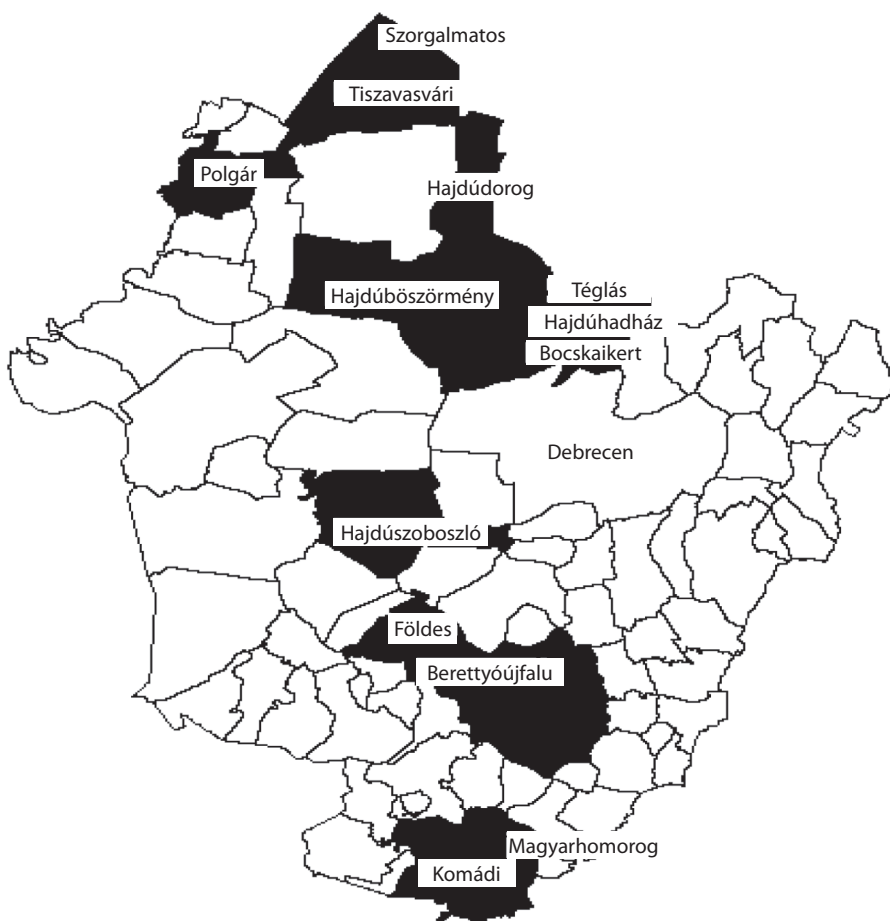 Szorgalmatos
Tiszavasvári
Polgár
Hajdúdorog
Hajdúböszörmény
Téglás
Hajdúhadház
Bocskaikert
Debrecen
Hajdúszoboszló
Földes
Berettyóújfalu
Magyarhomorog
Komádi